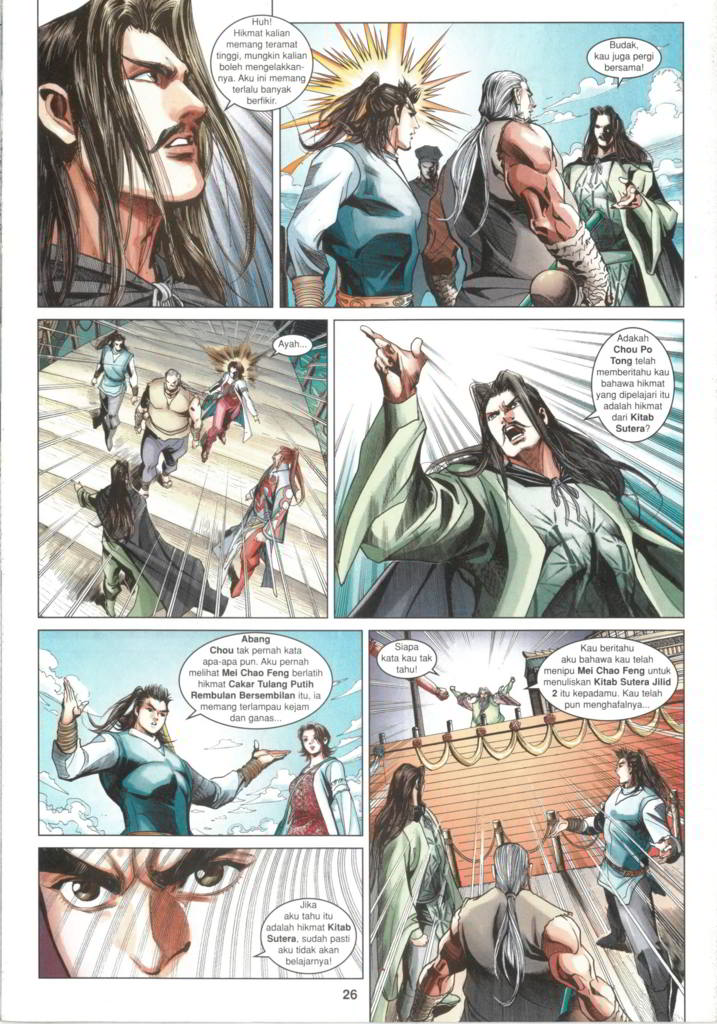 Huh!
Hikmat kalian
memang teramat
tinggi, mungkin kalian
boleh mengelakkan-
nya. Aku ini memang
terlalu banyak
berfikir.
Budak,
kau juga pergi
bersama!
Ayah...
Adakah
Chou Po
Tong telah
memberitahu kau
bahawa hikmat
yang dipelajari itu
adalah hikmat
dari Kitab
Sutera?
Abang
Chou tak pernah kata
apa-apa pun. Aku pernah
melihat Mei Chao Feng berlatih
hikmat Cakar Tulang Putih
Rembulan Bersembilan itu, ia
memang terlampau kejam
dan ganas...
Siapa
kata kau tak
tahu!
Kau beritahu
aku bahawa kau telah
menipu Mei Chao Feng untuk
menuliskan Kitab Sutera Jilid
2 itu kepadamu. Kau telah
pun menghafalnya...
Jika
aku tahu itu
adalah hikmat Kitab
Sutera, sudah pasti
aku tidak akan
belajarnya!
26